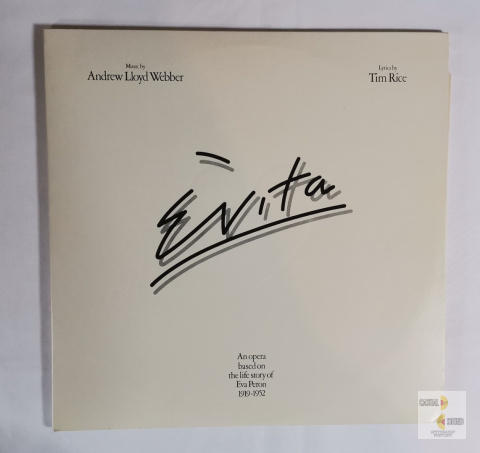 Music by
Andrew Lloyd Webber
Lyrics by
Tim Rice
Evita
An opera
based on
the life story of
Eva Peron
1919-1952